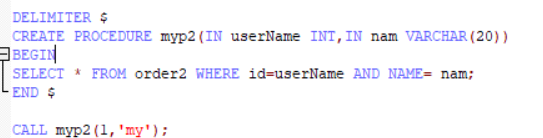 DELIMITER $
CREATE PROCEDURE myp2(IN userName INT,IN nam VARCHAR(20))
BEGIN
SELECT * FROM order2 WHERE id=userName AND NAME= nam;
END $
CALL myp2(1,'my');